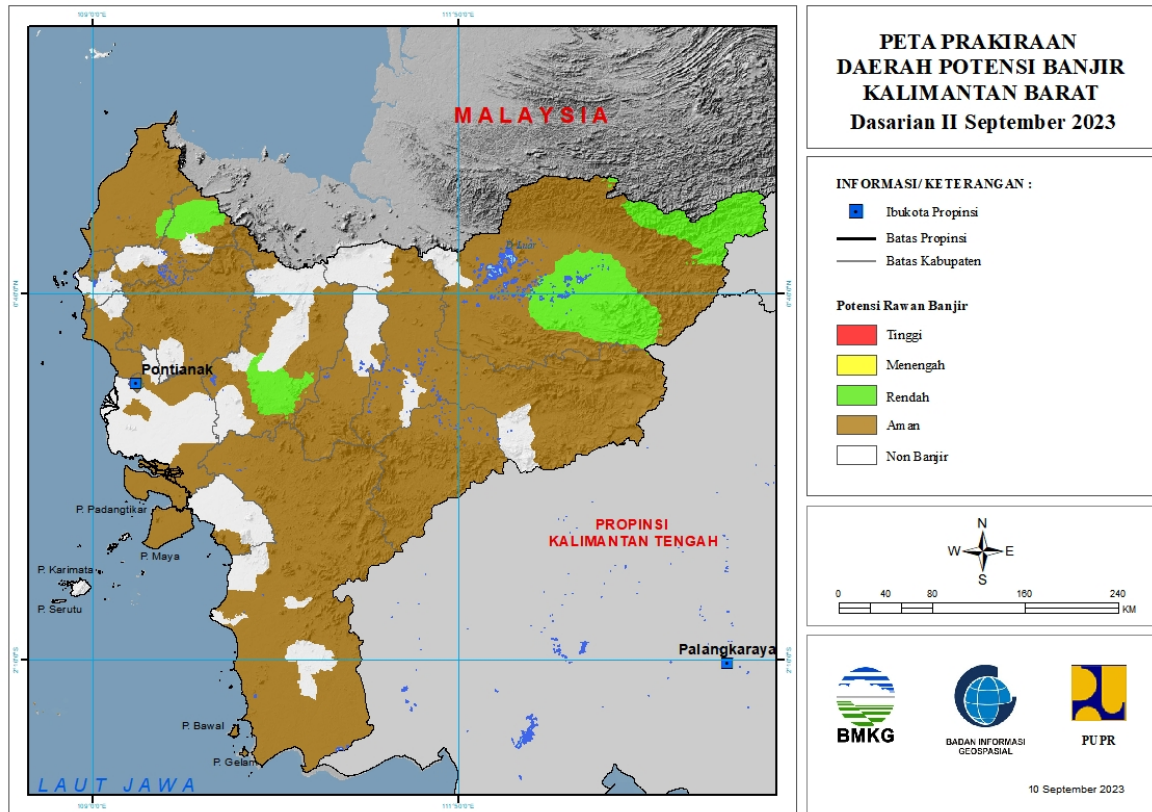 PETA PRAKIRAAN
DAERAH POTENSI BANJIR
KALIMANTAN BARAT
Dasarian II September 2023
INFORMASI/ KETERANGAN :
Ibukota Propinsi
Batas Propinsi
Batas Kabupaten
Potensi Rawan Banjir
Tinggi
Menengah
Rendah
Aman
Non Banjir
N
W
E
S
0
40
80
160
240
KM
BMKG
BADAN INFORMASI
GEOSPASIAL
PUPR
10 September 2023
MALAYSIA
Pontianak
P. Padangtikar
P. Maya
P. Karimata
P. Serutu
PROPINSI
KALIMANTAN TENGAH
Palangkaraya
P. Bawal
P. Gelam
LAUT JAWA